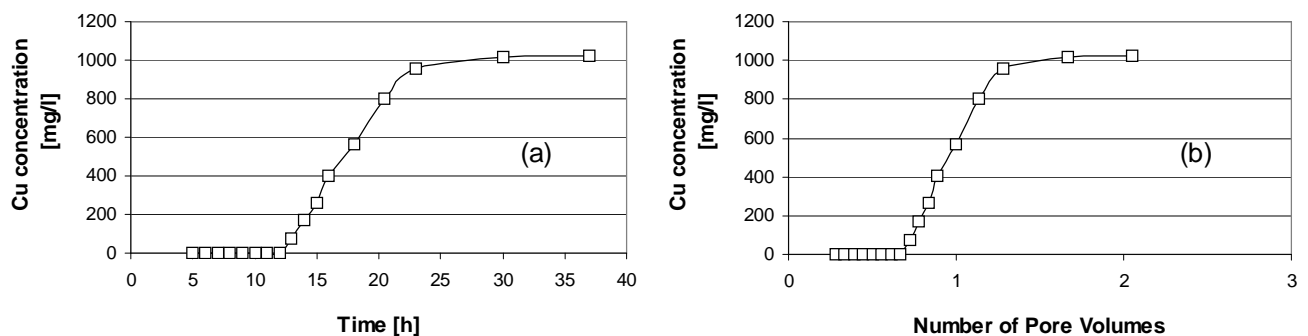 Cu concentration
[mg/l]
1200
1000
800
600
400
200
0
0 5 10 15 20 25 30 35 40
Time [h]
(a)
Cu concentration
[mg/l]
1200
1000
800
600
400
200
0
0 1 2 3
Number of Pore Volumes
(b)